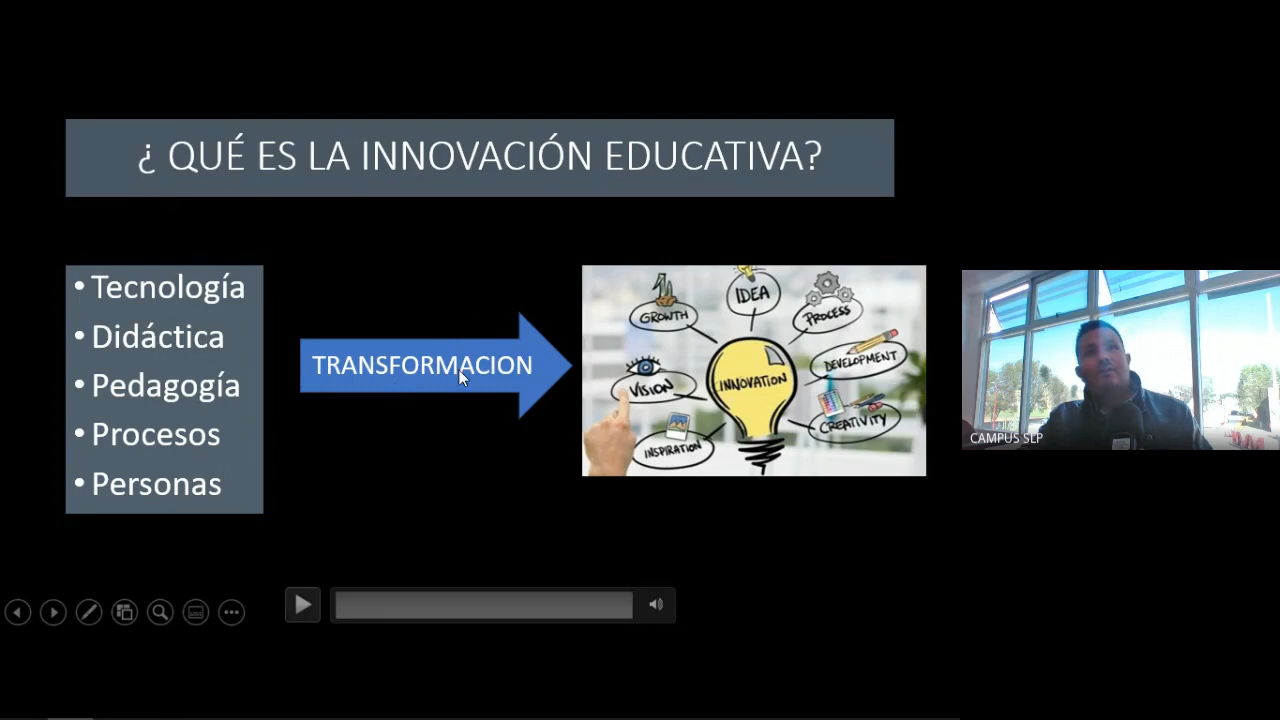 ¿ QUÉ ES LA INNOVACIÓN EDUCATIVA?
• Tecnología
• Didáctica
• Pedagogía
• Procesos
• Personas
TRANSFORMACION
IDEA
GROWTH
PROCESS
DEVELOPMENT
VISION
INNOVATION
CREATIVITY
INSPIRATION
CAMPUS SLP